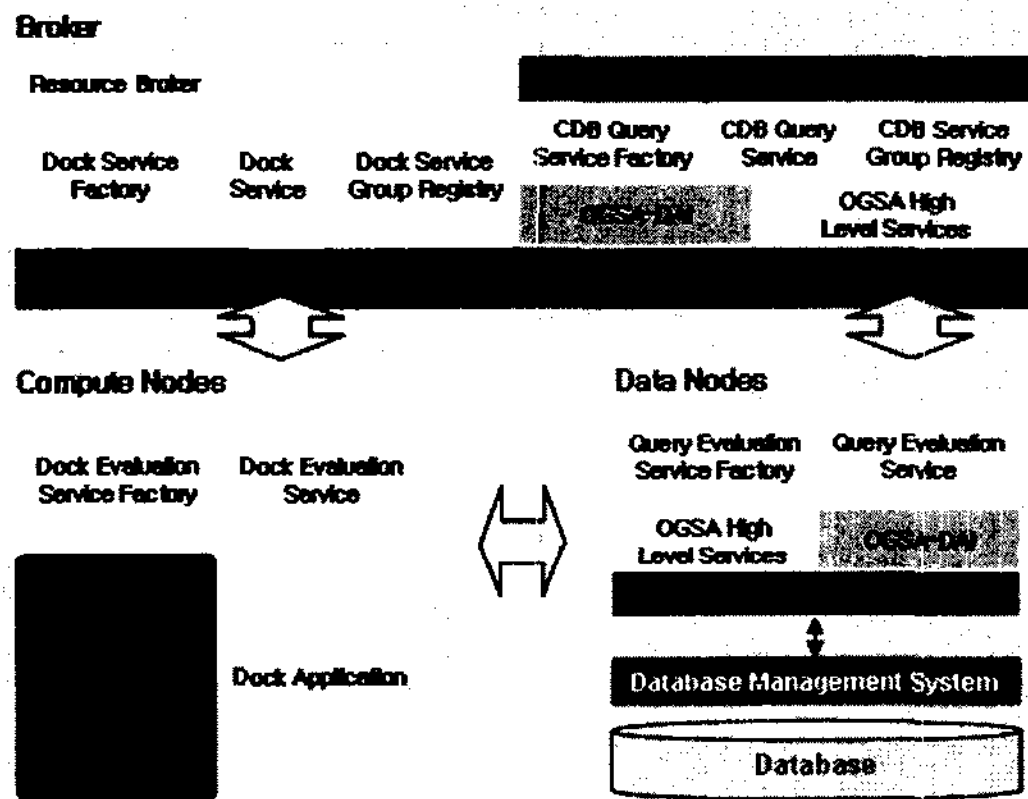 Broker
Resource Broker
CDB Query
Service Factory
CDB Query
Service
CDB Service
Group Registry
Dock Service
Factory
Dock
Service
Dock Service
Group Registry
OGSA-DAI
OGSA High
Level Services
Compute Nodes
Data Nodes
Dock Evaluation
Service Factory
Dock Evaluation
Service
Query Evaluation
Service Factory
Query Evaluation
Service
OGSA High
Level Services
OGSA-DAI
Dock Application
Database Management System
Database